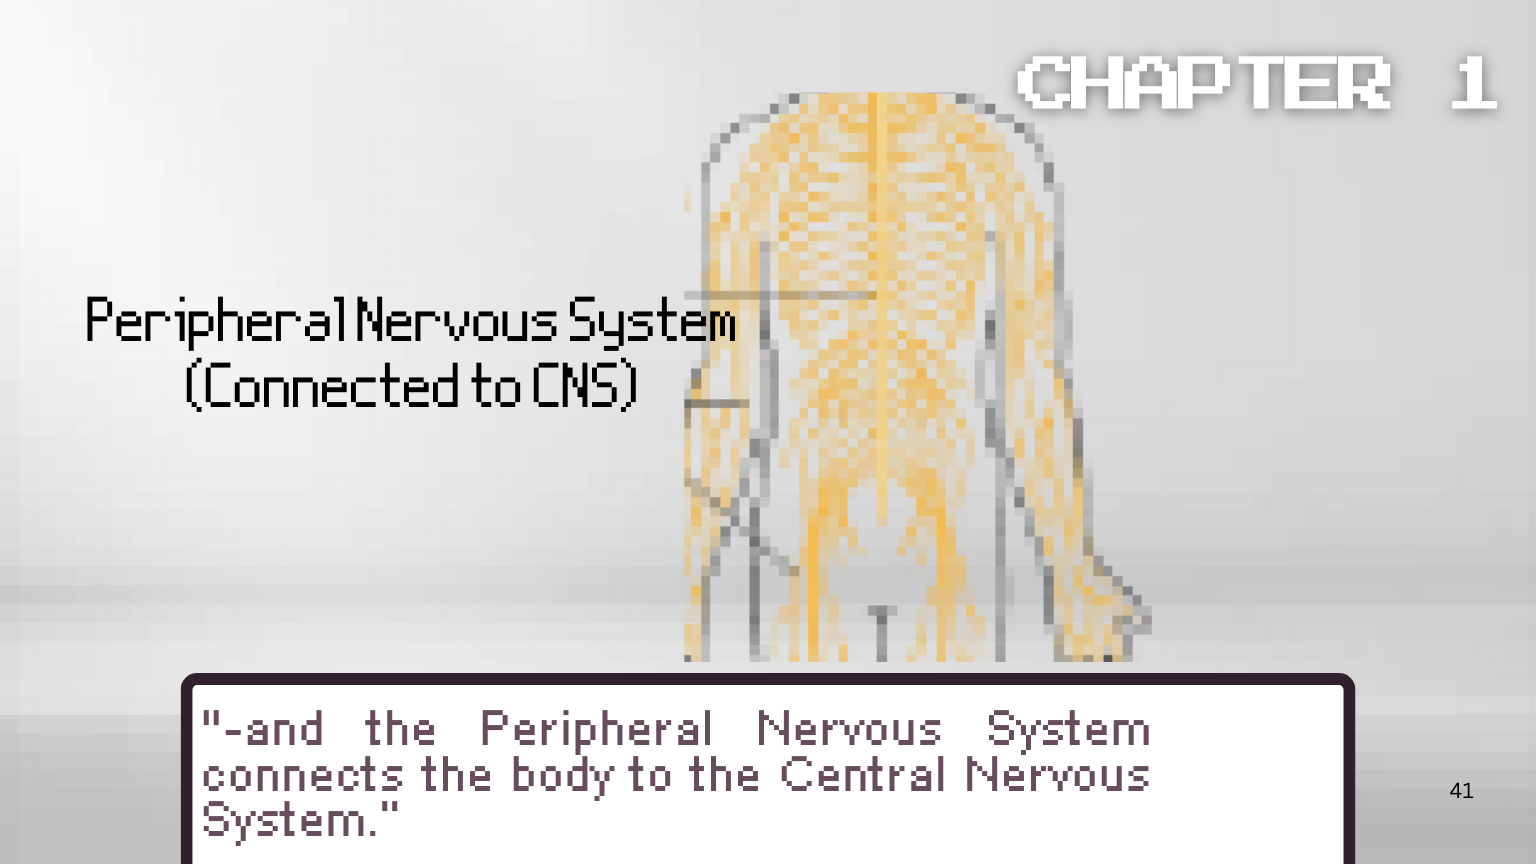 CHAPTER 1
Peripheral Nervous System
(Connected to CNS)
"-and the Peripheral Nervous System
connects the body to the Central Nervous
System."
41